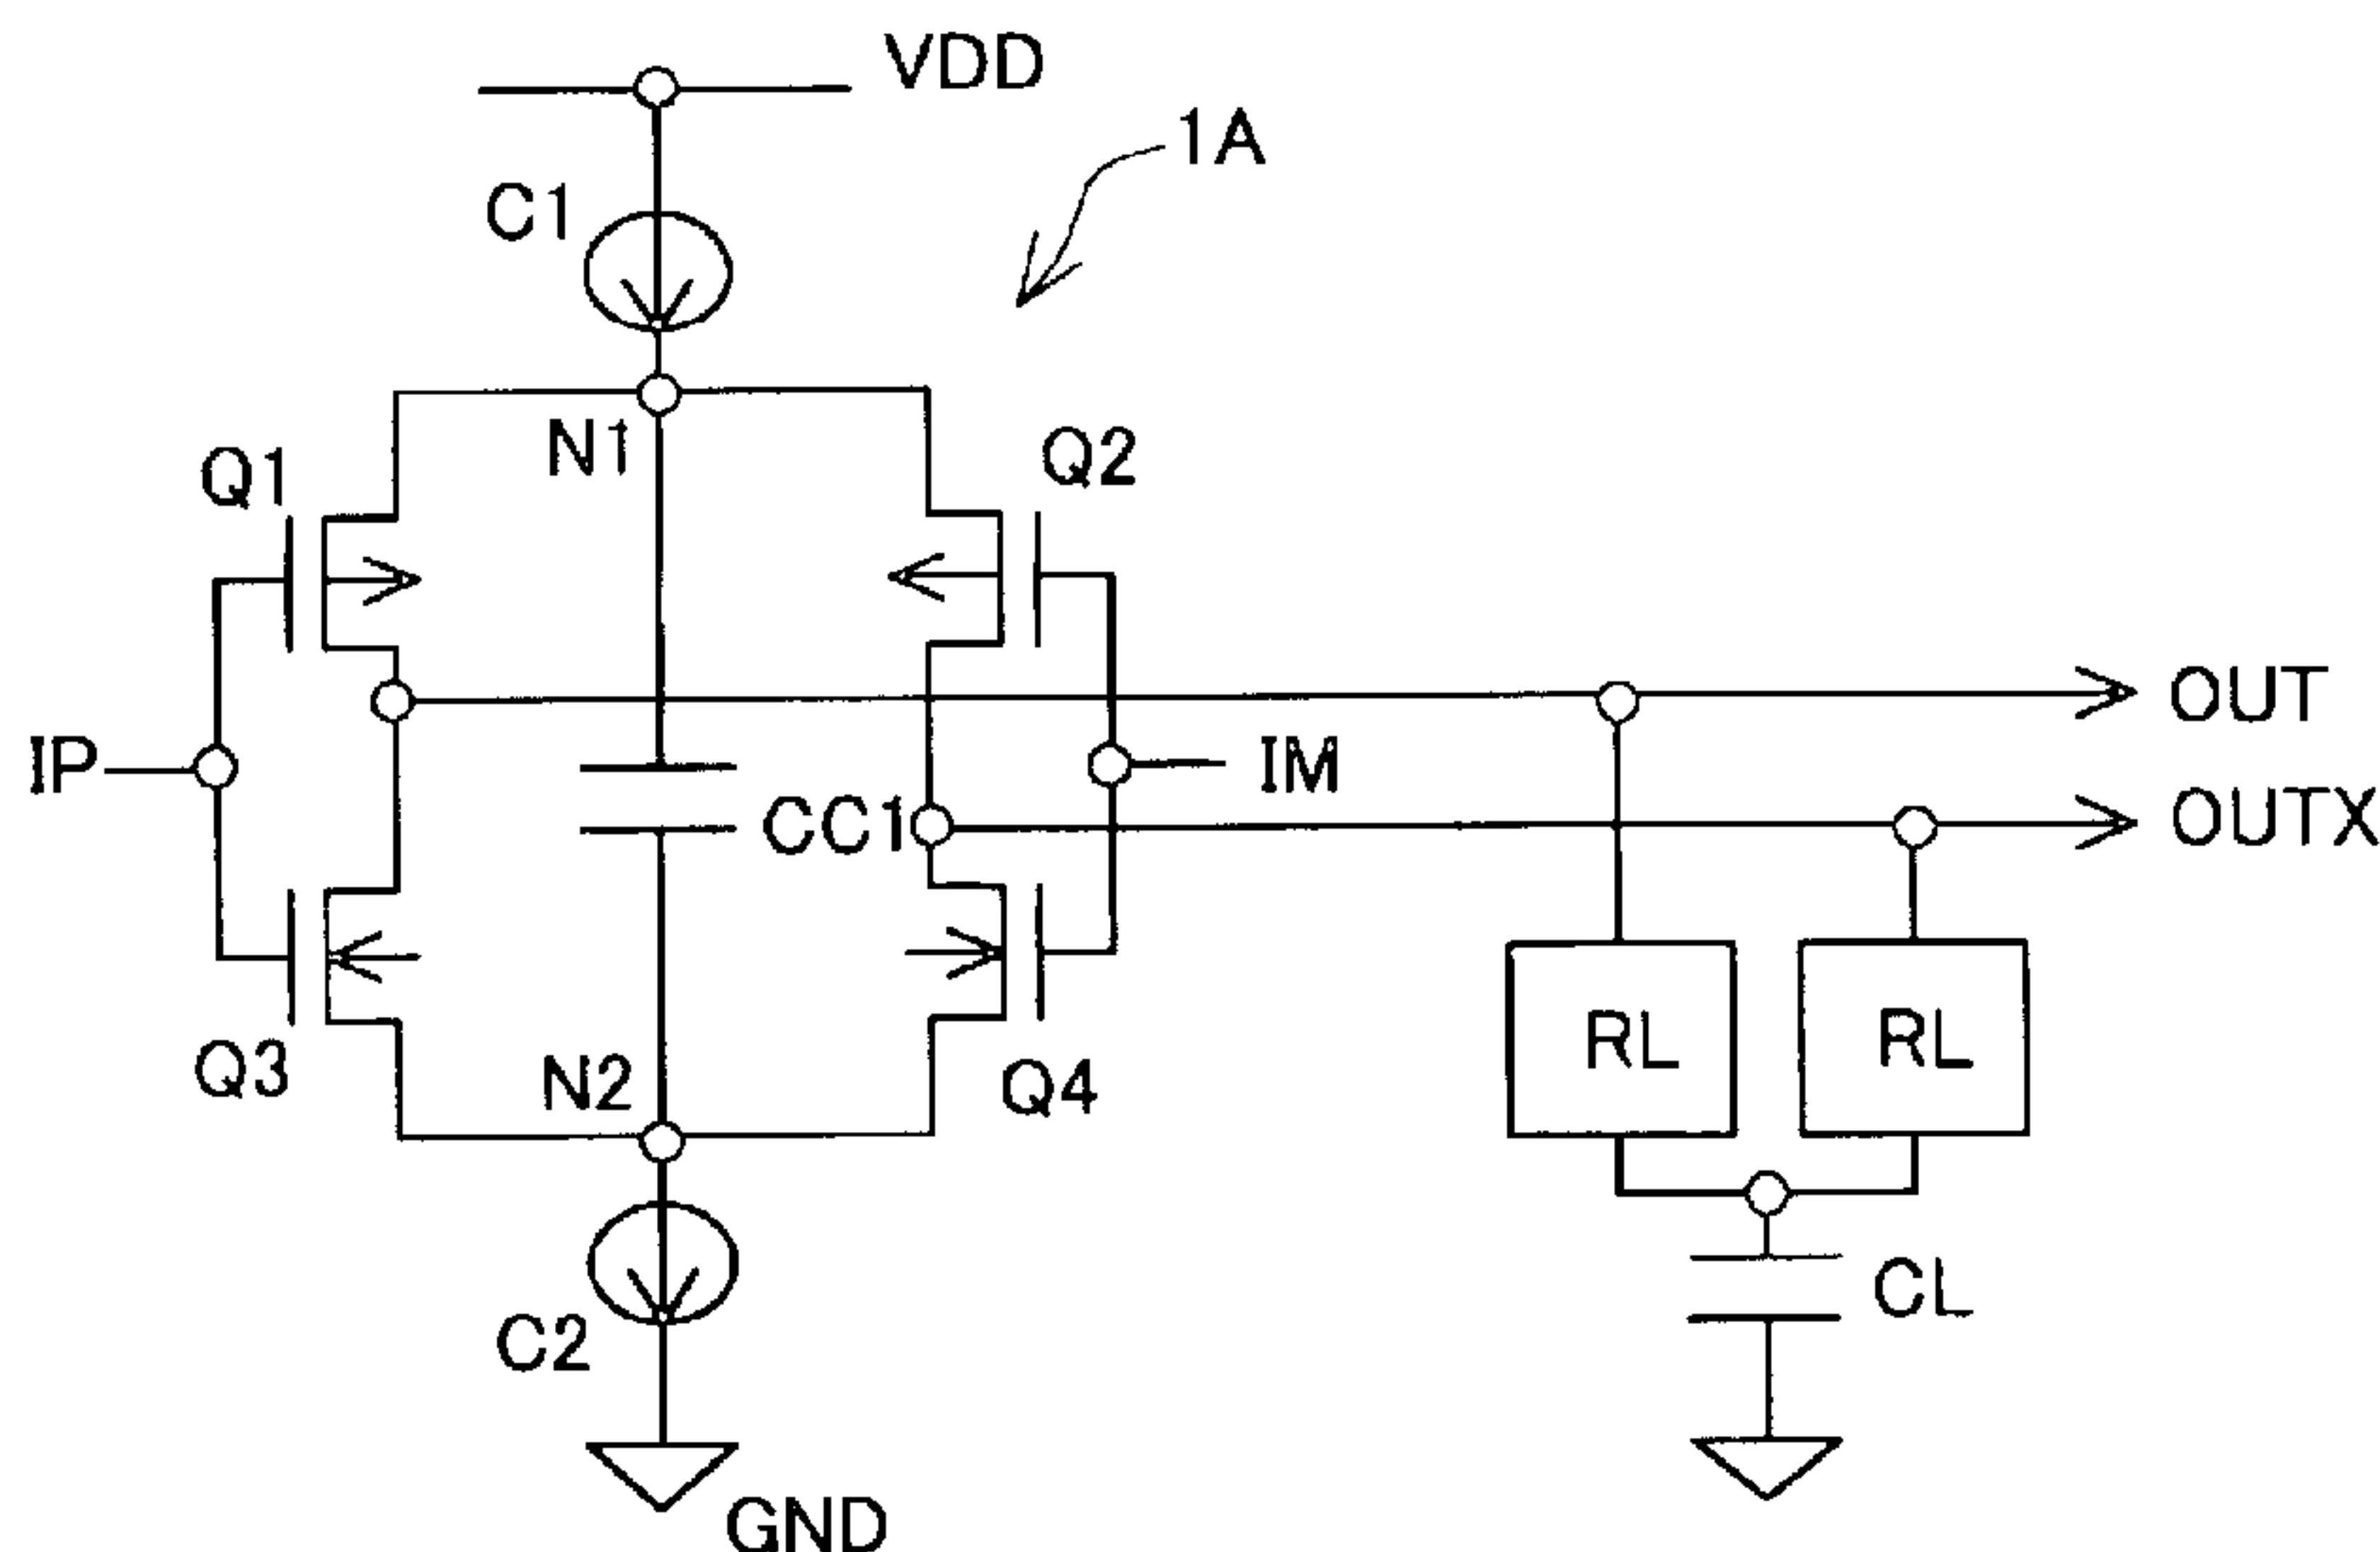 VDD
1A
C1
N1
Q1
Q2
OUT
IP
IM
CC1
OUTX
Q3
N2
Q4
RL
RL
CL
C2
GND